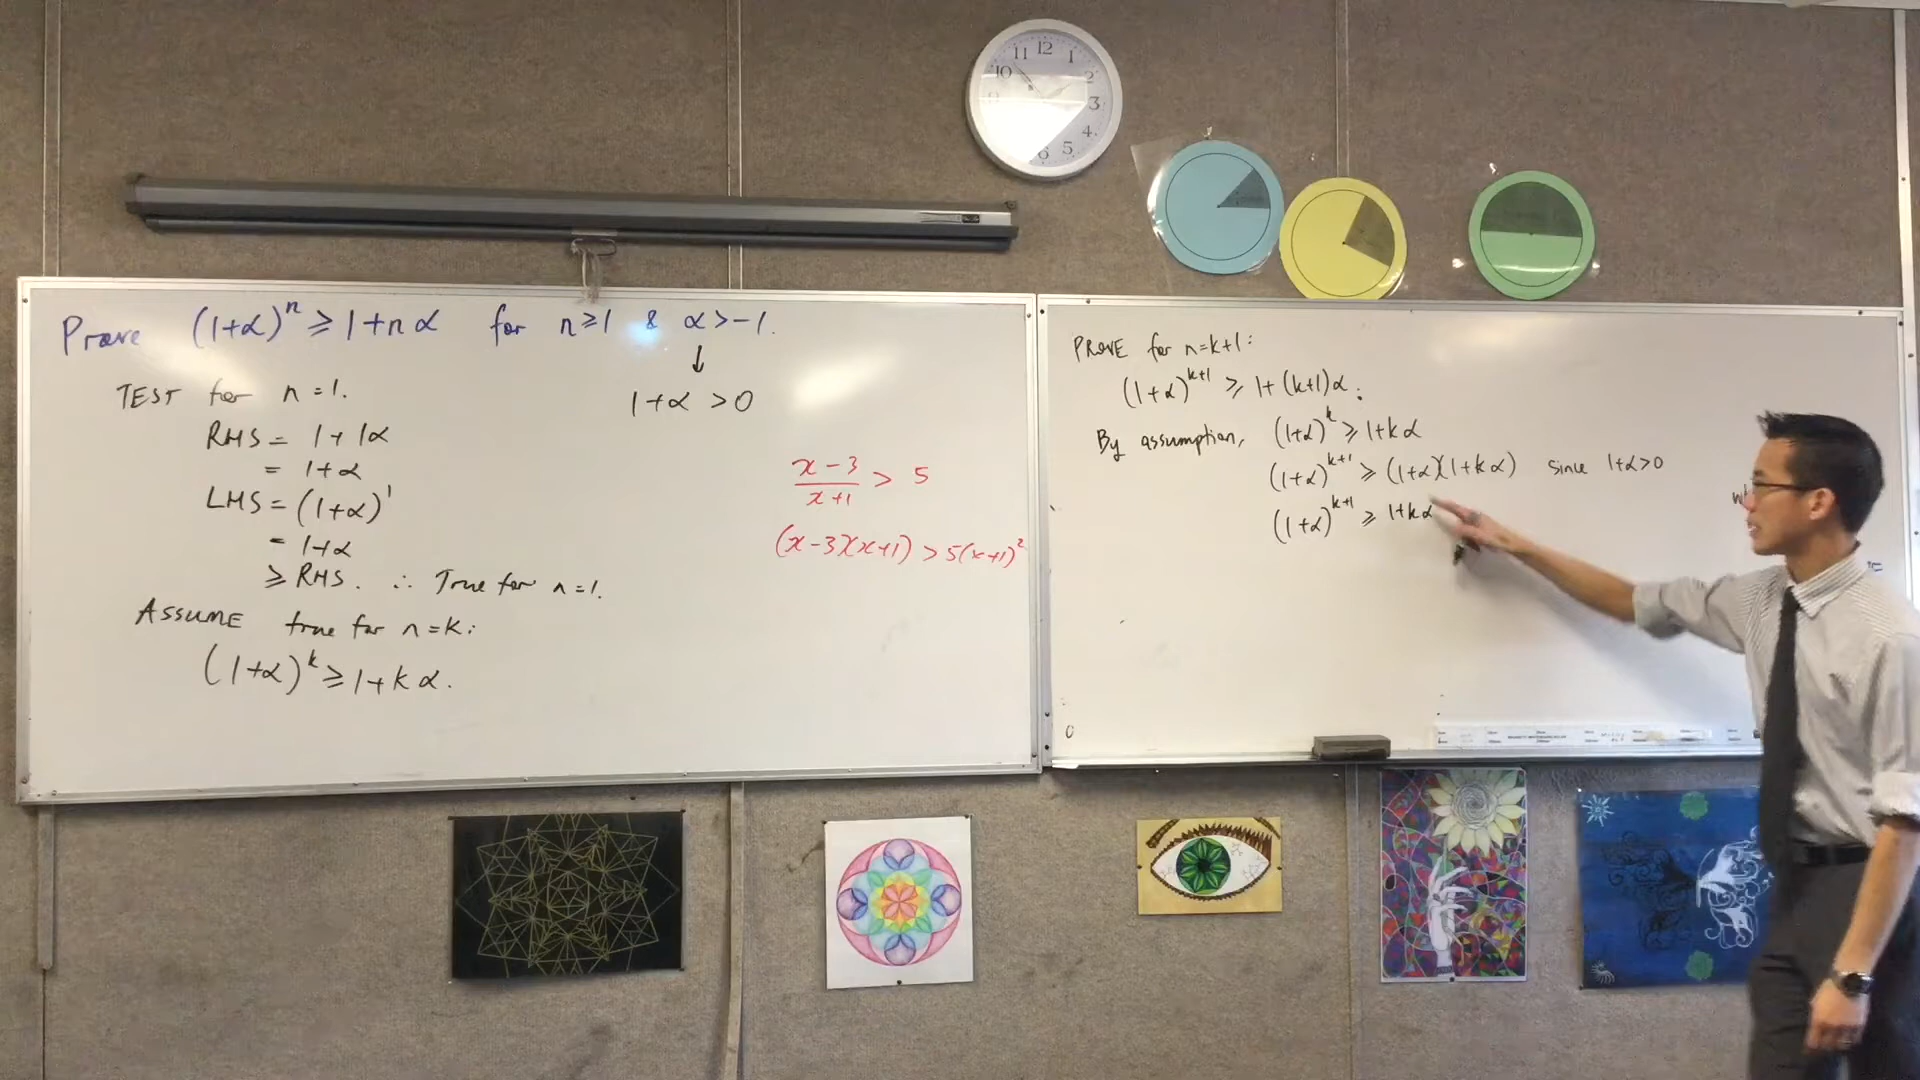 Prove (1+α)ⁿ ≥ 1+nα for n≥1 & α>-1.
↓
1+α >0
TEST for n=1.
RHS = 1+1α
= 1+α
LHS = (1+α)¹
= 1+α
≥ RHS. ∴ True for n=1.
ASSUME true for n=k:
(1+α)ᵏ ≥ 1+kα.
(x-3)/(x+1) > 5
(x-3)(x+1) > 5(x+1)²
PROVE for n=k+1:
(1+α)ᵏ⁺¹ ≥ 1+(k+1)α.
By assumption, (1+α)ᵏ ≥ 1+kα
(1+α)ᵏ⁺¹ ≥ (1+α)(1+kα) since 1+α>0
(1+α)ᵏ⁺¹ ≥ 1+kα
12
11 1
10 2
3
4
6 5